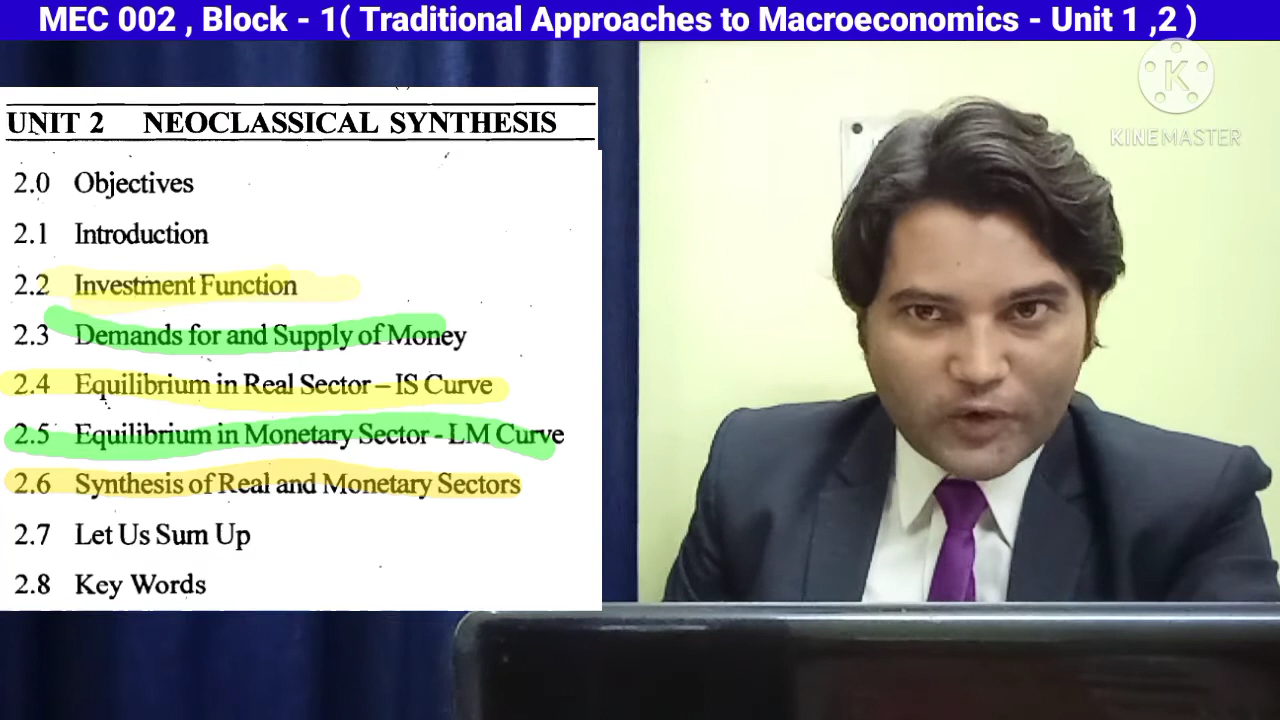 MEC 002 , Block - 1( Traditional Approaches to Macroeconomics - Unit 1 ,2 )
K
KINEMASTER
UNIT 2 NEOCLASSICAL SYNTHESIS
2.0 Objectives
2.1 Introduction
2.2 Investment Function
2.3 Demands for and Supply of Money
2.4 Equilibrium in Real Sector – IS Curve
2.5 Equilibrium in Monetary Sector - LM Curve
2.6 Synthesis of Real and Monetary Sectors
2.7 Let Us Sum Up
2.8 Key Words